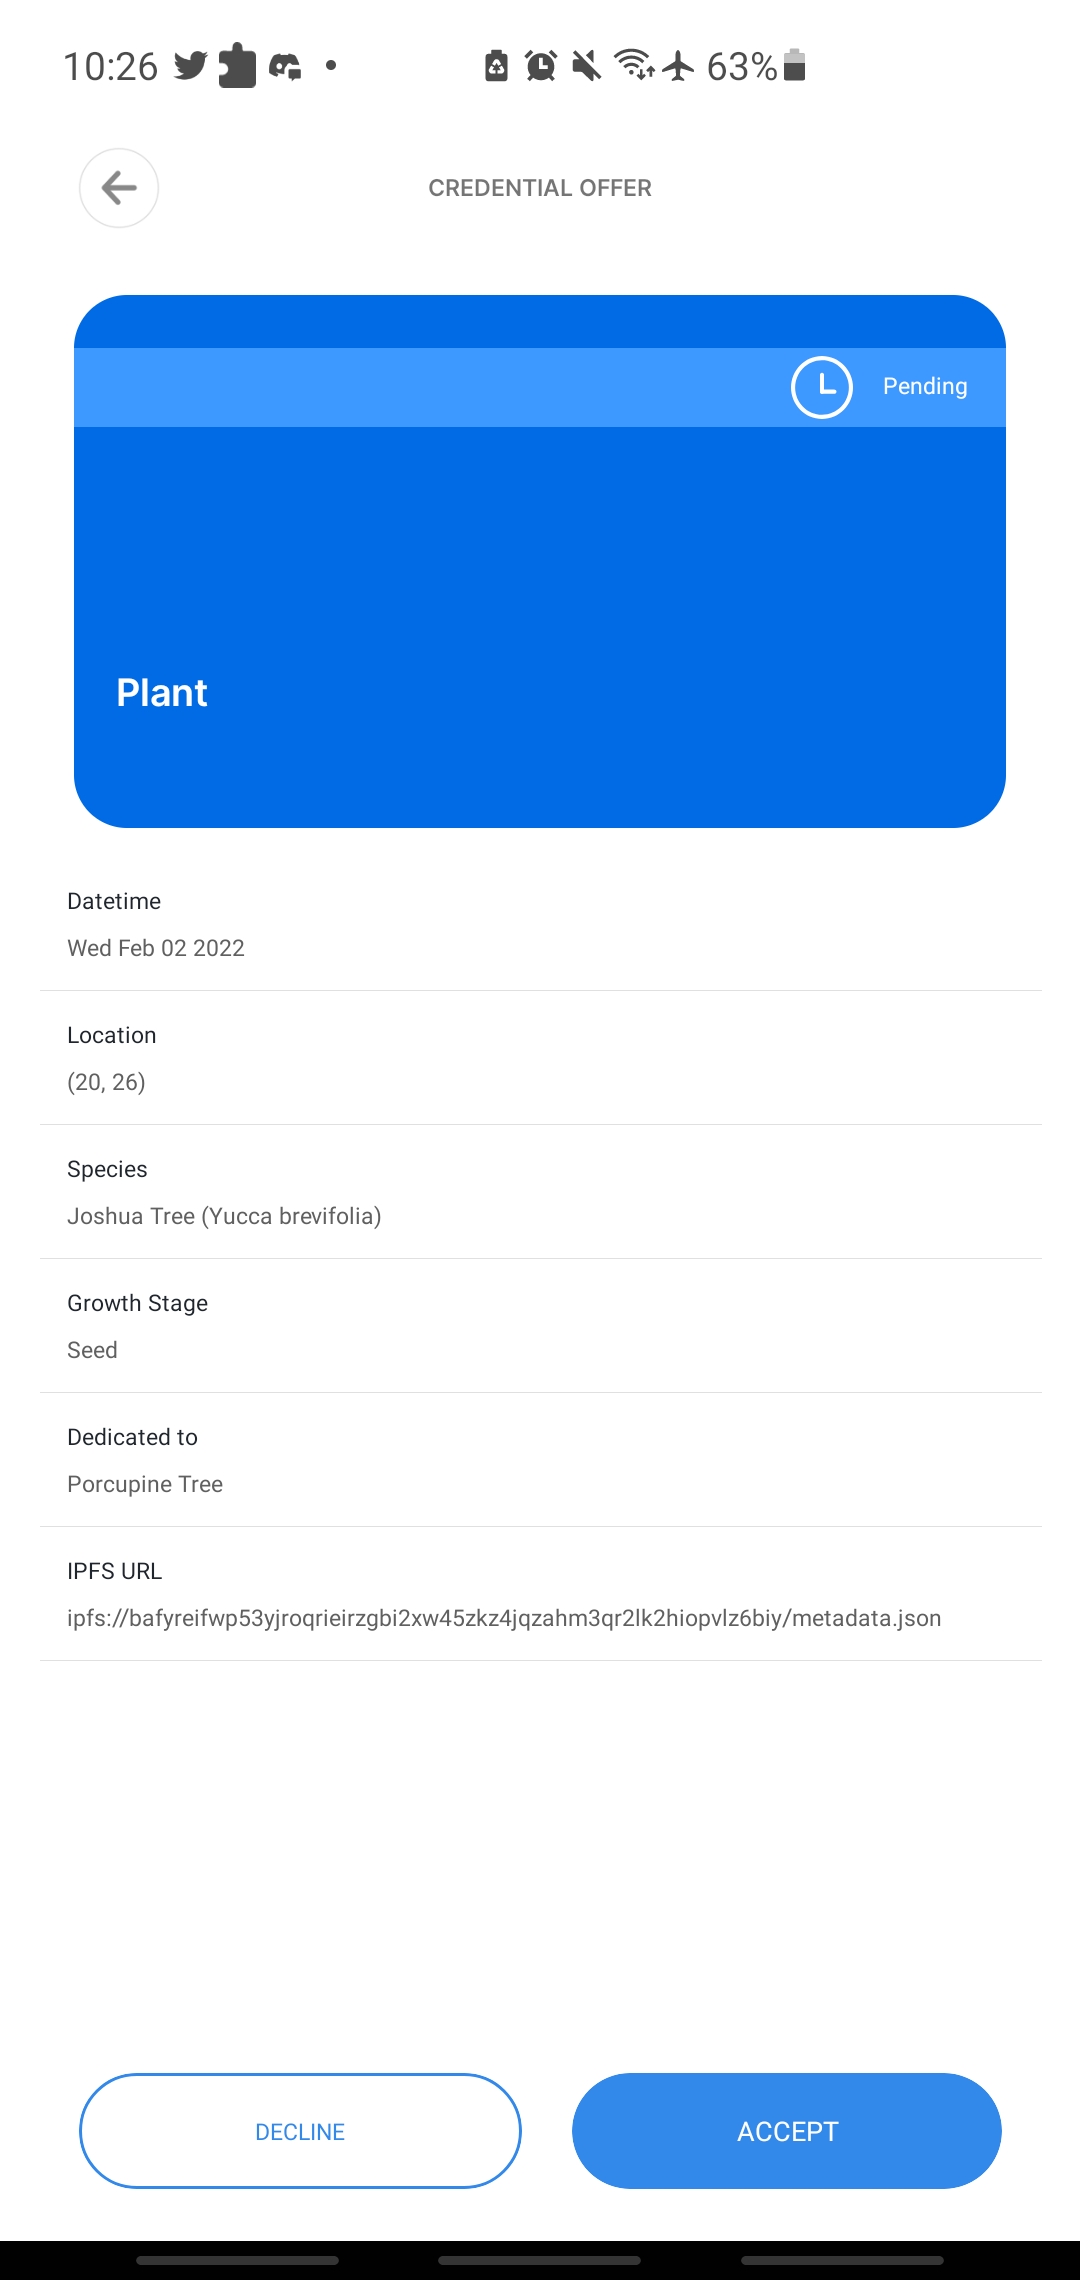 10:26
63%
CREDENTIAL OFFER
Pending
Plant
Datetime
Wed Feb 02 2022
Location
(20, 26)
Species
Joshua Tree (Yucca brevifolia)
Growth Stage
Seed
Dedicated to
Porcupine Tree
IPFS URL
ipfs://bafyreifwp53yjroqrieirzgbi2xw45zkz4jqzahm3qr2lk2hiopvlz6biy/metadata.json
DECLINE
ACCEPT